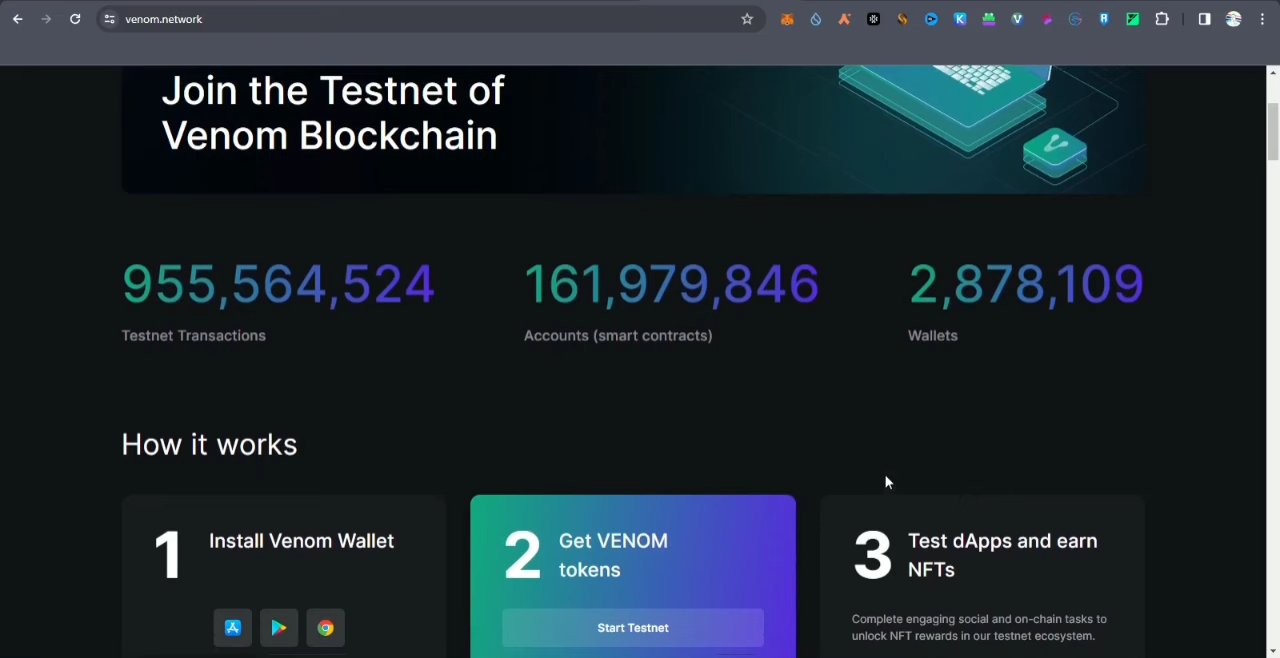 venom.network
Join the Testnet of
Venom Blockchain
955,564,524
161,979,846
2,878,109
Testnet Transactions
Accounts (smart contracts)
Wallets
How it works
1
Install Venom Wallet
2
Get VENOM
tokens
Start Testnet
3
Test dApps and earn
NFTs
Complete engaging social and on-chain tasks to
unlock NFT rewards in our testnet ecosystem.